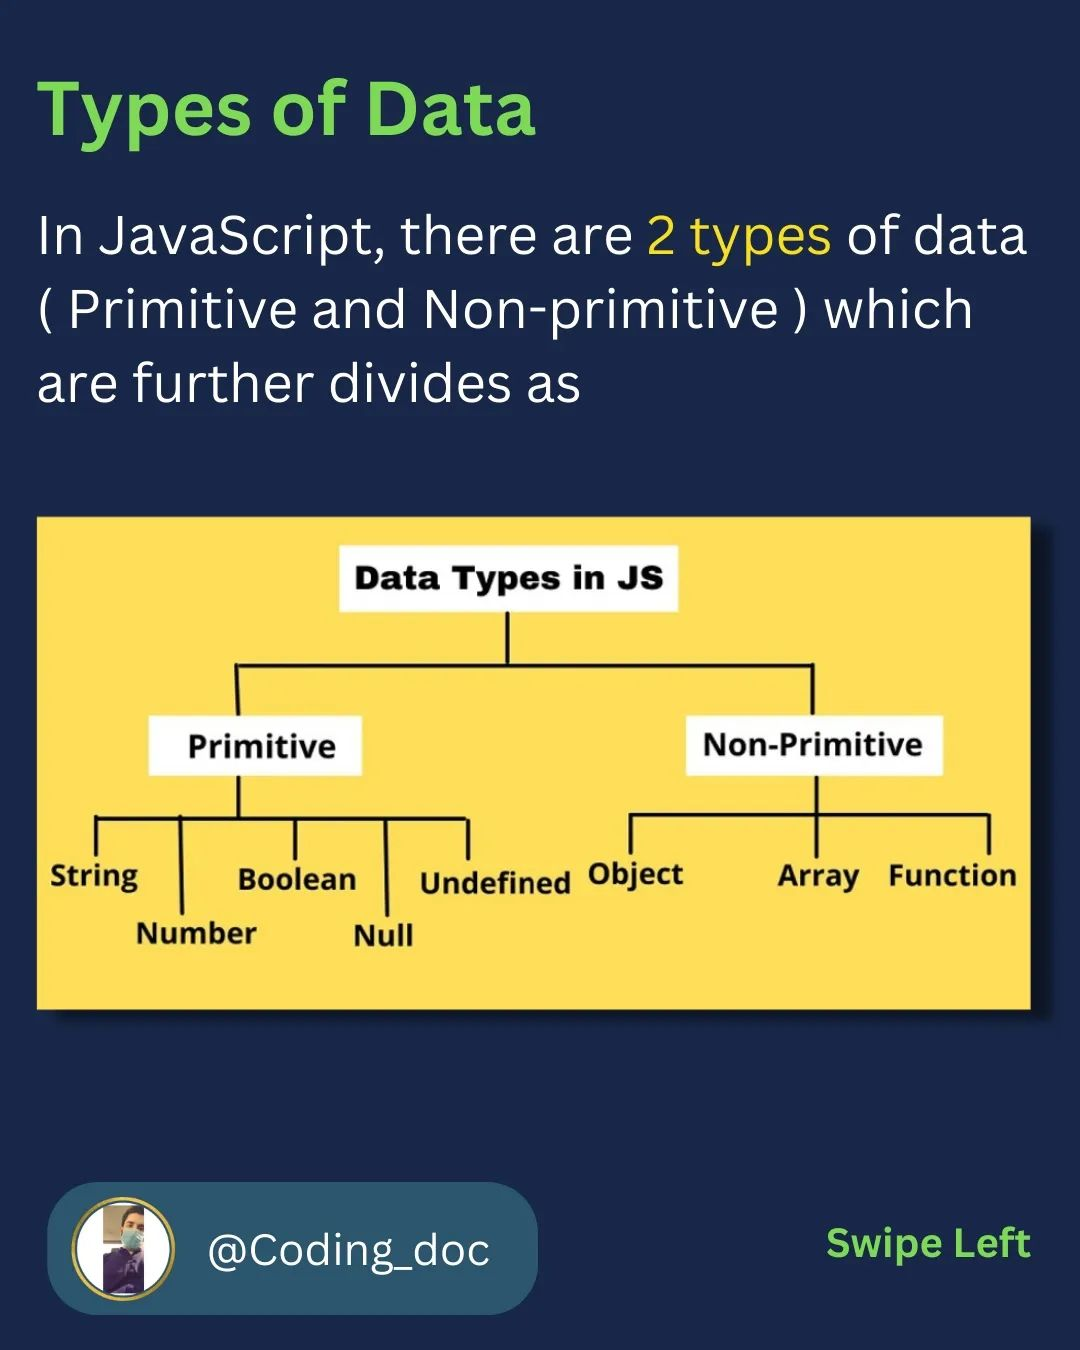 Types of Data
In JavaScript, there are 2 types of data
( Primitive and Non-primitive ) which
are further divides as
Data Types in JS
Primitive
Non-Primitive
String
Number
Boolean
Null
Undefined
Object
Array
Function
@Coding_doc
Swipe Left